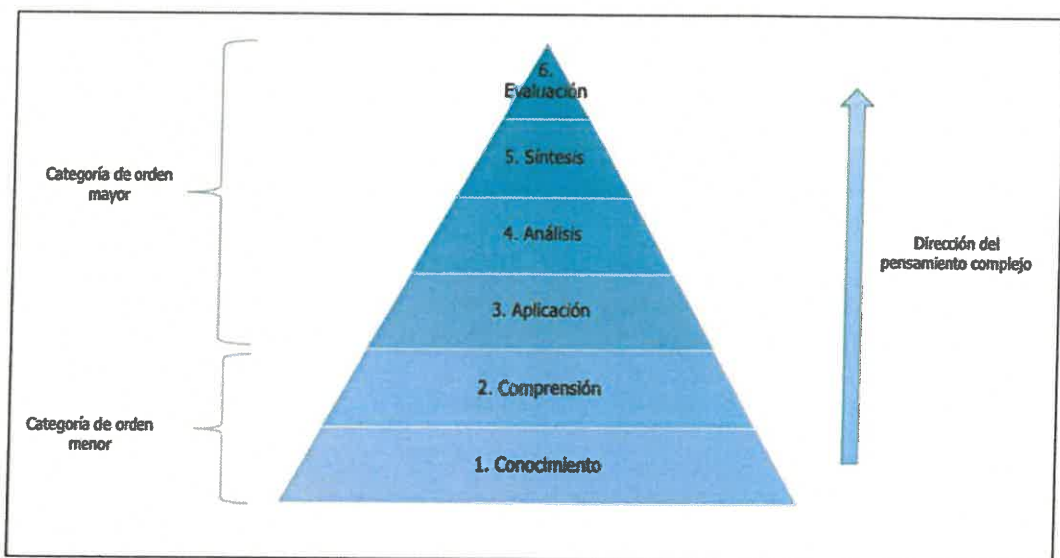 6.
Evaluación
5. Síntesis
Categoría de orden
mayor
4. Análisis
Dirección del
pensamiento complejo
3. Aplicación
2. Comprensión
Categoría de orden
menor
1. Conocimiento